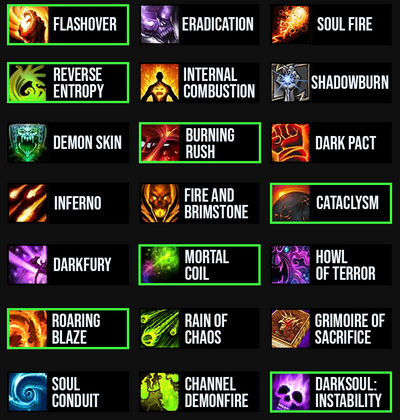 FLASHOVER
ERADICATION
SOUL FIRE
REVERSE
ENTROPY
INTERNAL
COMBUSTION
SHADOWBURN
DEMON SKIN
BURNING
RUSH
DARK PACT
INFERNO
FIRE AND
BRIMSTONE
CATACLYSM
DARKFURY
MORTAL
COIL
HOWL
OF TERROR
ROARING
BLAZE
RAIN OF
CHAOS
GRIMOIRE OF
SACRIFICE
SOUL
CONDUIT
CHANNEL
DEMONFIRE
DARKSOUL:
INSTABILITY